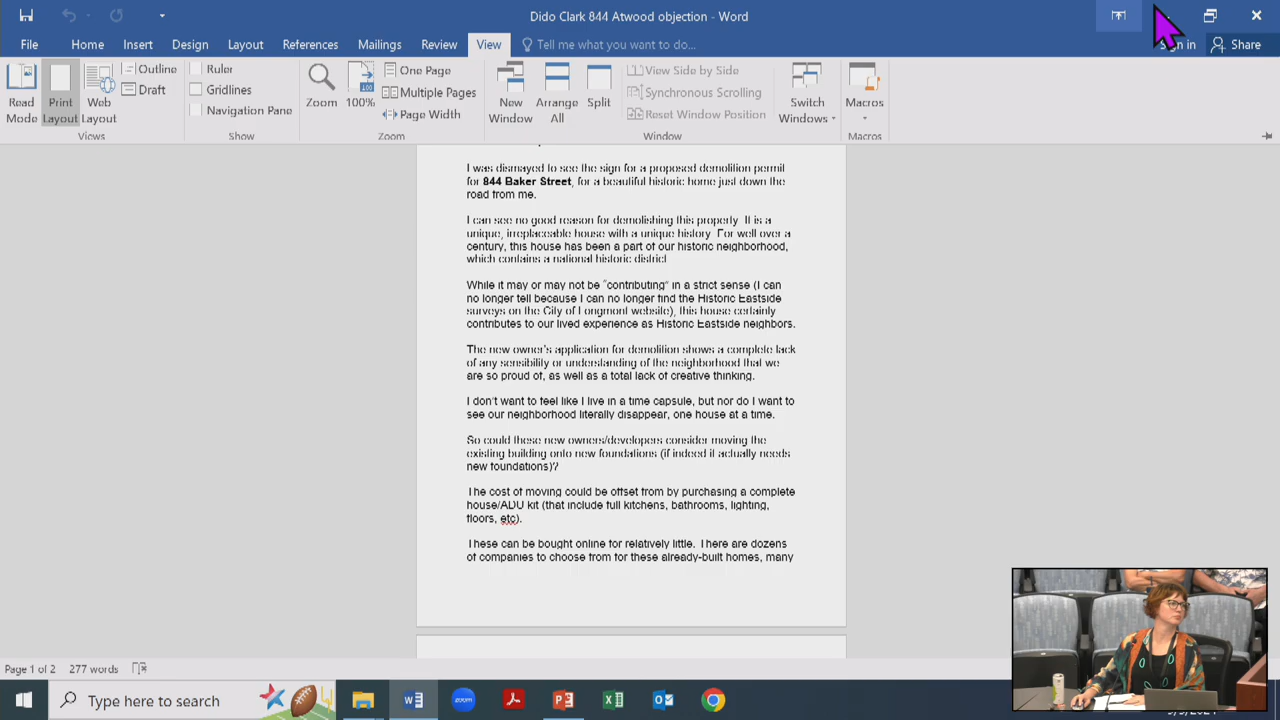 Dido Clark 844 Atwood objection - Word
File Home Insert Design Layout References Mailings Review View Tell me what you want to do... Sign in Share
Read Mode
Print Layout
Web Layout
Outline
Draft
Views
Ruler
Gridlines
Navigation Pane
Show
Zoom
100%
One Page
Multiple Pages
Page Width
Zoom
New Window
Arrange All
Split
View Side by Side
Synchronous Scrolling
Reset Window Position
Window
Switch Windows
Macros
Macros
I was dismayed to see the sign for a proposed demolition permit
for 844 Baker Street, for a beautiful historic home just down the
road from me.
I can see no good reason for demolishing this property. It is a
unique, irreplaceable house with a unique history. For well over a
century, this house has been a part of our historic neighborhood,
which contains a national historic district
While it may or may not be "contributing" in a strict sense (I can
no longer tell because I can no longer find the Historic Eastside
surveys on the City of Longmont website), this house certainly
contributes to our lived experience as Historic Eastside neighbors.
The new owner's application for demolition shows a complete lack
of any sensibility or understanding of the neighborhood that we
are so proud of, as well as a total lack of creative thinking.
I don't want to feel like I live in a time capsule, but nor do I want to
see our neighborhood literally disappear, one house at a time.
So could these new owners/developers consider moving the
existing building onto new foundations (if indeed it actually needs
new foundations)?
The cost of moving could be offset from by purchasing a complete
house/ADU kit (that include full kitchens, bathrooms, lighting,
floors, etc).
These can be bought online for relatively little. There are dozens
of companies to choose from for these already-built homes, many
Page 1 of 2 277 words
Type here to search
zoom